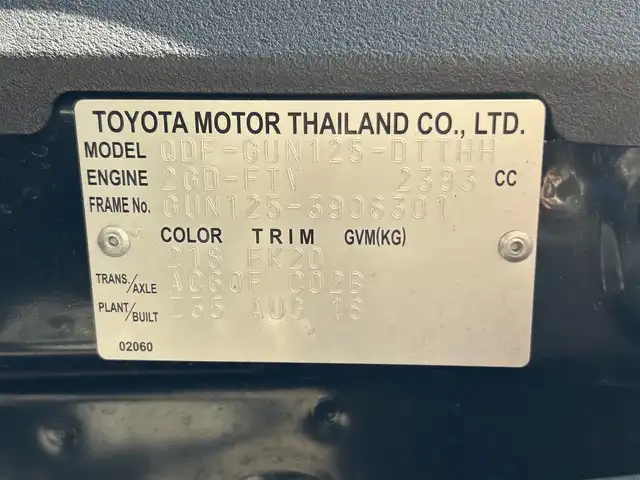 TOYOTA MOTOR THAILAND CO., LTD.
MODEL QDF-GUN125-DTTHH
ENGINE 2GD-FTV 2393 CC
FRAME No. GUN125-3906301
COLOR TRIM GVM(KG)
218 FK20
TRANS./AXLE AC60F C02B
PLANT/BUILT E35 AUG 18
02060